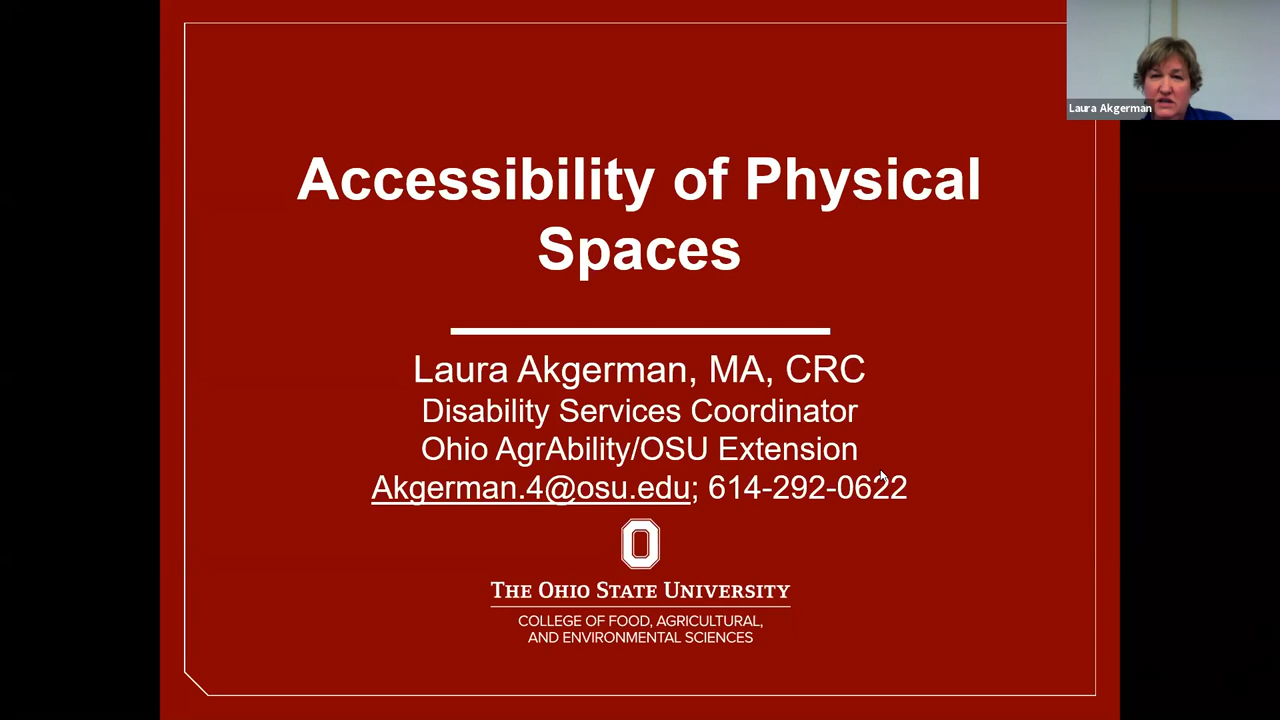 Laura Akgerman
Accessibility of Physical
Spaces
Laura Akgerman, MA, CRC
Disability Services Coordinator
Ohio AgrAbility/OSU Extension
Akgerman.4@osu.edu; 614-292-0622
O
THE OHIO STATE UNIVERSITY
COLLEGE OF FOOD, AGRICULTURAL,
AND ENVIRONMENTAL SCIENCES